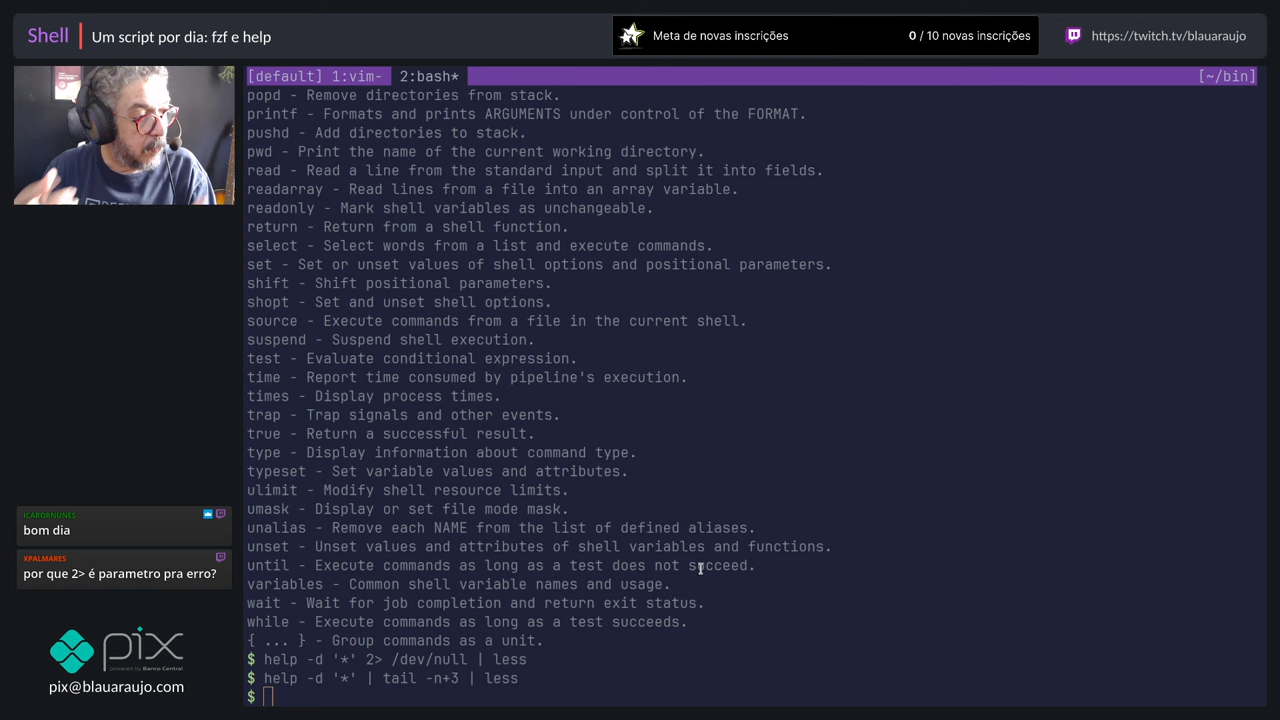 Shell
Um script por dia: fzf e help
Meta de novas inscrições
0 / 10 novas inscrições
https://twitch.tv/blauaraujo
[default] 1:vim- 2:bash*
[~/bin]
popd - Remove directories from stack.
printf - Formats and prints ARGUMENTS under control of the FORMAT.
pushd - Add directories to stack.
pwd - Print the name of the current working directory.
read - Read a line from the standard input and split it into fields.
readarray - Read lines from a file into an array variable.
readonly - Mark shell variables as unchangeable.
return - Return from a shell function.
select - Select words from a list and execute commands.
set - Set or unset values of shell options and positional parameters.
shift - Shift positional parameters.
shopt - Set and unset shell options.
source - Execute commands from a file in the current shell.
suspend - Suspend shell execution.
test - Evaluate conditional expression.
time - Report time consumed by pipeline's execution.
times - Display process times.
trap - Trap signals and other events.
true - Return a successful result.
type - Display information about command type.
typeset - Set variable values and attributes.
ulimit - Modify shell resource limits.
umask - Display or set file mode mask.
unalias - Remove each NAME from the list of defined aliases.
unset - Unset values and attributes of shell variables and functions.
until - Execute commands as long as a test does not succeed.
variables - Common shell variable names and usage.
wait - Wait for job completion and return exit status.
while - Execute commands as long as a test succeeds.
{ ... } - Group commands as a unit.
$ help -d '*' 2> /dev/null | less
$ help -d '*' | tail -n+3 | less
$
ICARORNUNES
bom dia
XPALMARES
por que 2> é parametro pra erro?
pix
powered by Banco Central
pix@blauaraujo.com